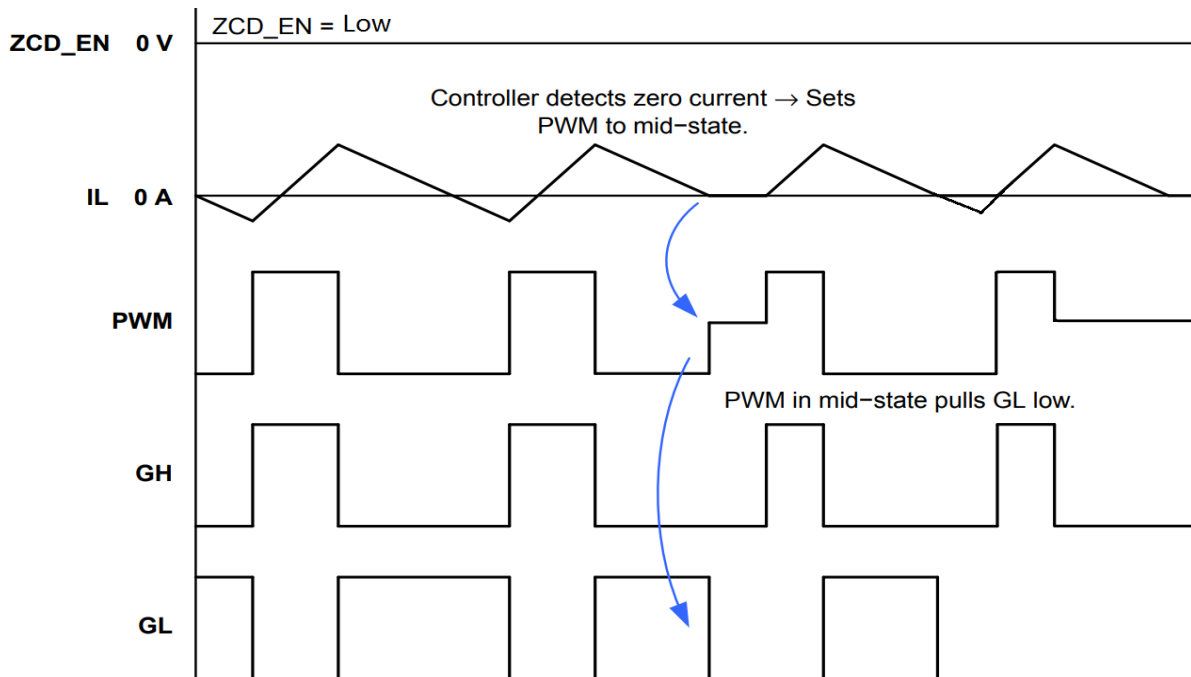 ZCD_EN = Low
ZCD_EN 0 V
Controller detects zero current → Sets
PWM to mid−state.
IL 0 A
PWM
PWM in mid−state pulls GL low.
GH
GL